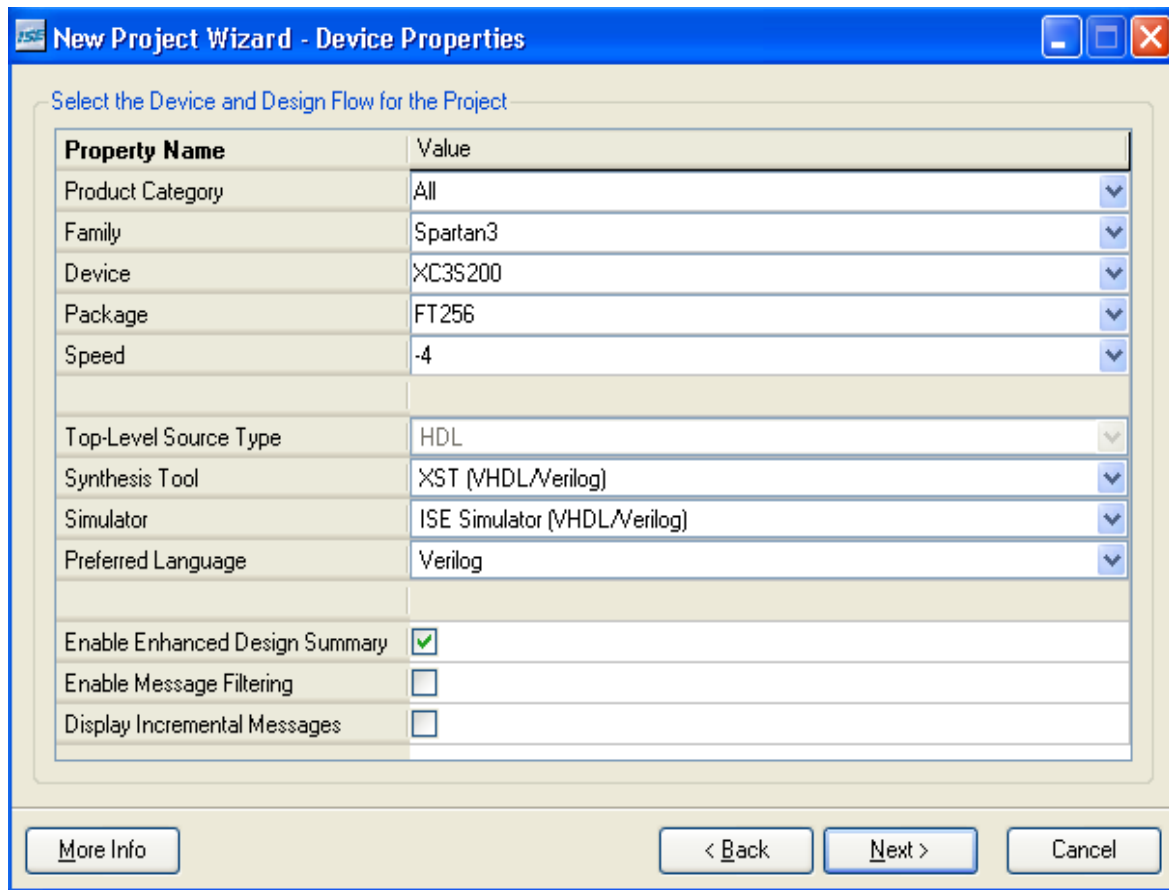 ISE New Project Wizard - Device Properties
Select the Device and Design Flow for the Project
Property Name Value
Product Category All
Family Spartan3
Device XC3S200
Package FT256
Speed -4
Top-Level Source Type HDL
Synthesis Tool XST (VHDL/Verilog)
Simulator ISE Simulator (VHDL/Verilog)
Preferred Language Verilog
Enable Enhanced Design Summary
Enable Message Filtering
Display Incremental Messages
More Info < Back Next > Cancel